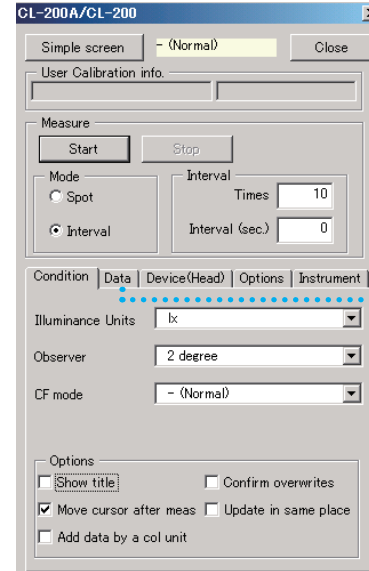 CL-200A/CL-200
Simple screen - (Normal) Close
User Calibration info.
Measure
Start Stop
Mode Interval
Spot Times 10
Interval Interval (sec.) 0
Condition Data Device(Head) Options Instrument
Illuminance Units lx
Observer 2 degree
CF mode - (Normal)
Options
Show title Confirm overwrites
Move cursor after meas Update in same place
Add data by a col unit